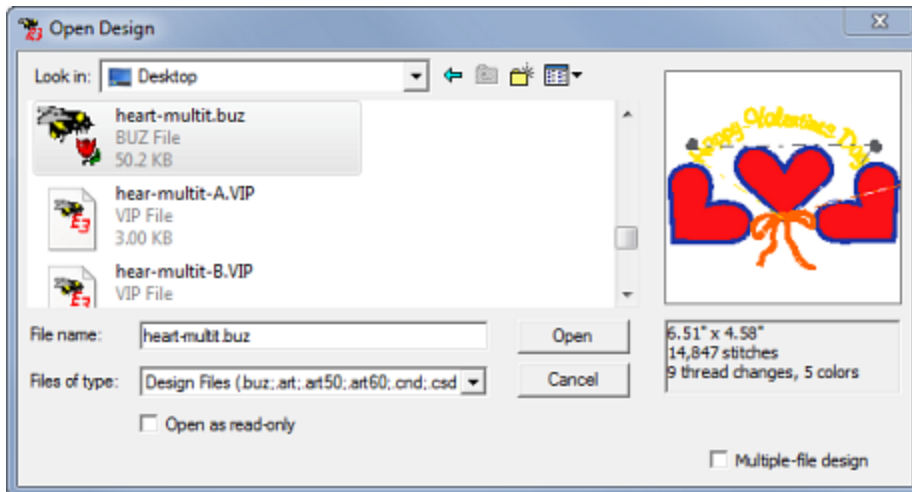 Open Design
Look in: Desktop
heart-multit.buz
BUZ File
50.2 KB
hear-multit-A.VIP
VIP File
3.00 KB
hear-multit-B.VIP
VIP File
Happy Valentines Day
File name: heart-multit.buz Open
Files of type: Design Files (.buz;.art;.art50;.art60;.cnd;.csd Cancel
Open as read-only
6.51" x 4.58"
14,847 stitches
9 thread changes, 5 colors
Multiple-file design